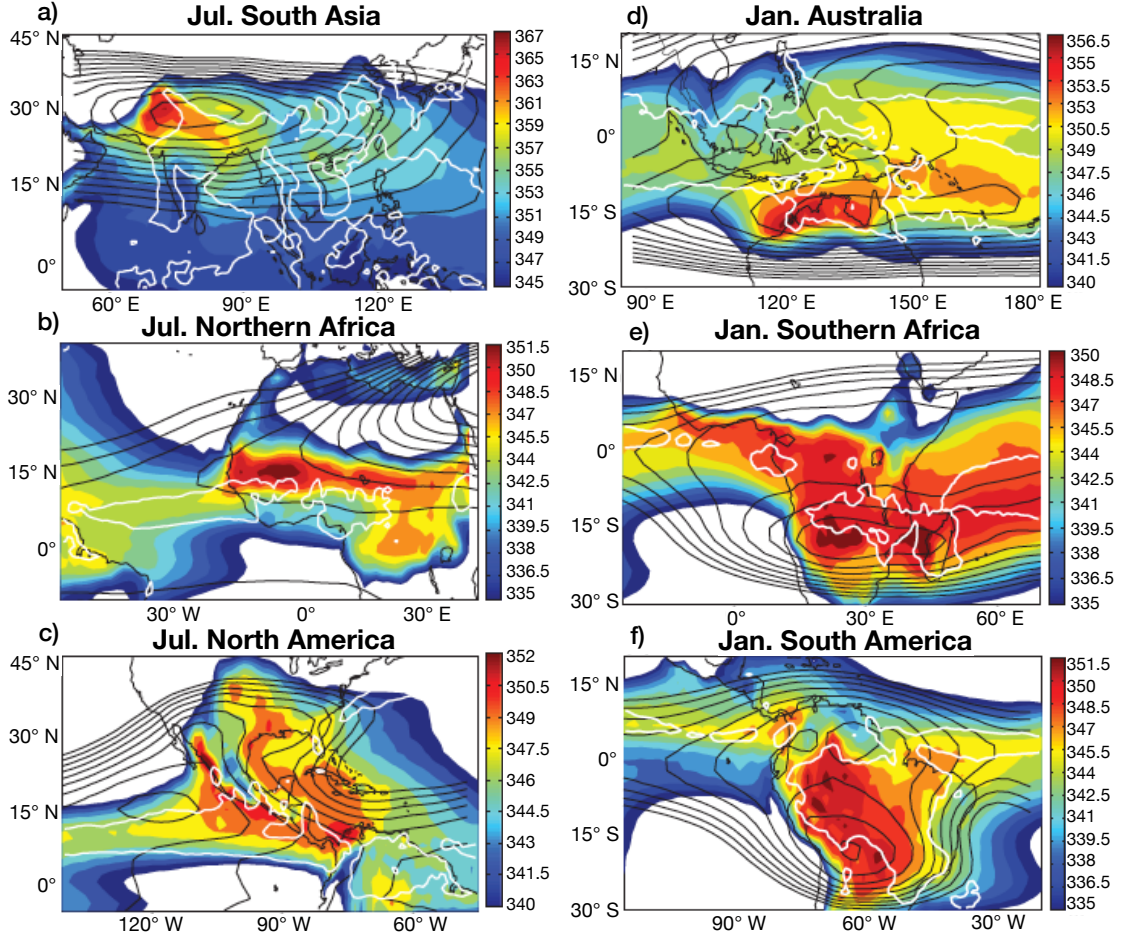 a) Jul. South Asia
45° N
30° N
15° N
0°
60° E 90° E 120° E
367
365
363
361
359
357
355
353
351
349
347
345
b) Jul. Northern Africa
30° N
15° N
0°
30° W 0° 30° E
351.5
350
348.5
347
345.5
344
342.5
341
339.5
338
336.5
335
c) Jul. North America
45° N
30° N
15° N
0°
120° W 90° W 60° W
352
350.5
349
347.5
346
344.5
343
341.5
340
d) Jan. Australia
15° N
0°
15° S
30° S
90° E 120° E 150° E 180° E
356.5
355
353.5
352
350.5
349
347.5
346
344.5
343
341.5
340
e) Jan. Southern Africa
15° N
0°
15° S
30° S
0° 30° E 60° E
350
348.5
347
345.5
344
342.5
341
339.5
338
336.5
335
f) Jan. South America
15° N
0°
15° S
30° S
90° W 60° W 30° W
351.5
350
348.5
347
345.5
344
342.5
341
339.5
338
336.5
335